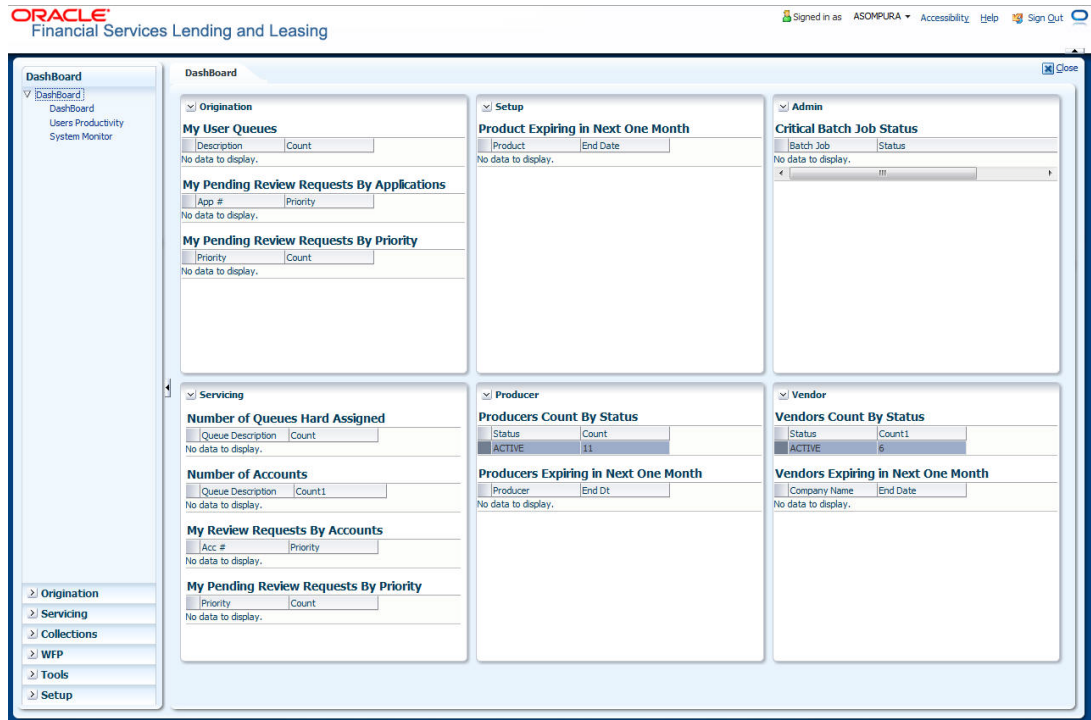 ORACLE
Financial Services Lending and Leasing
Signed in as ASOMPURA Accessibility Help Sign Out
DashBoard
DashBoard
DashBoard
Users Productivity
System Monitor
Origination
Servicing
Collections
WFP
Tools
Setup
DashBoard
Close
Origination
My User Queues
Description Count
No data to display.
My Pending Review Requests By Applications
App # Priority
No data to display.
My Pending Review Requests By Priority
Priority Count
No data to display.
Setup
Product Expiring in Next One Month
Product End Date
No data to display.
Admin
Critical Batch Job Status
Batch Job Status
No data to display.
Servicing
Number of Queues Hard Assigned
Queue Description Count
No data to display.
Number of Accounts
Queue Description Count1
No data to display.
My Review Requests By Accounts
Acc # Priority
No data to display.
My Pending Review Requests By Priority
Priority Count
No data to display.
Producer
Producers Count By Status
Status Count
ACTIVE 11
Producers Expiring in Next One Month
Producer End Dt
No data to display.
Vendor
Vendors Count By Status
Status Count1
ACTIVE 6
Vendors Expiring in Next One Month
Company Name End Date
No data to display.